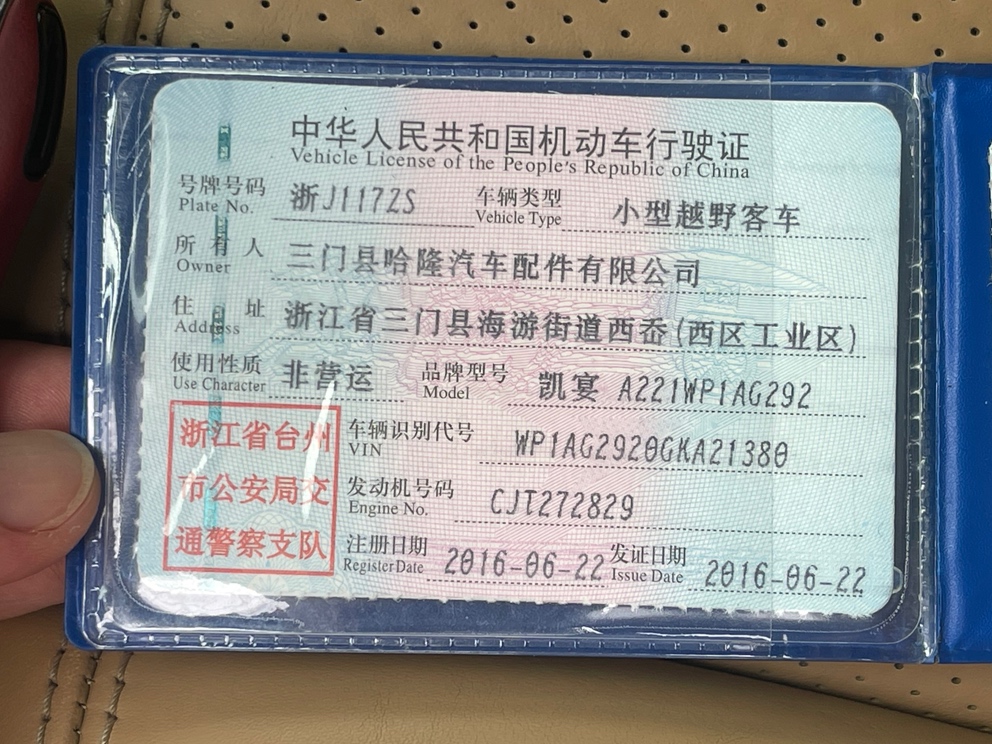 中华人民共和国机动车行驶证
Vehicle License of the People's Republic of China
号牌号码 浙J1172S 车辆类型 小型越野客车
Plate No. Vehicle Type
所有人 三门县哈隆汽车配件有限公司
Owner
住址 浙江省三门县海游街道西岙(西区工业区)
Address
使用性质 非营运 品牌型号 凯宴 A221WP1AG292
Use Character Model
浙江省台州
市公安局交
通警察支队
车辆识别代号 WP1AG2920GKA21380
VIN
发动机号码 CJT272829
Engine No.
注册日期 2016-06-22 发证日期 2016-06-22
Register Date Issue Date